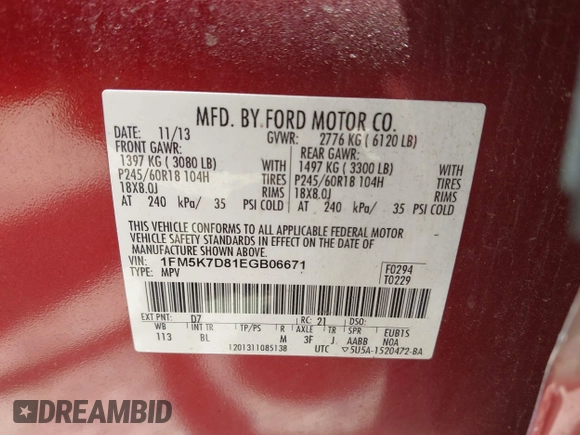 MFD. BY FORD MOTOR CO.
DATE: 11/13 GVWR: 2776 KG ( 6120 LB)
FRONT GAWR: REAR GAWR:
1397 KG ( 3080 LB) WITH 1497 KG ( 3300 LB) WITH
P245/60R18 104H TIRES P245/60R18 104H TIRES
18X8.0J RIMS 18X8.0J RIMS
AT 240 kPa/ 35 PSI COLD AT 240 kPa/ 35 PSI COLD
THIS VEHICLE CONFORMS TO ALL APPLICABLE FEDERAL MOTOR
VEHICLE SAFETY STANDARDS IN EFFECT ON THE DATE OF
MANUFACTURE SHOWN ABOVE.
VIN: 1FM5K7D81EGB06671 F0294
TYPE: MPV T0229
EXT PNT: DZ RC: 21 DSO:
WB INT TR TP/PS R AXLE TR SPR EUB1S
113 BL M 3F J AABB NOA
1201311085138 UTC ▽5U5A-1520472-BA
DREAMBID